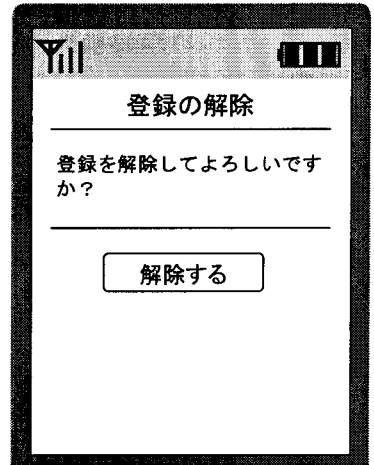 登録の解除
登録を解除してよろしいです
か？
解除する